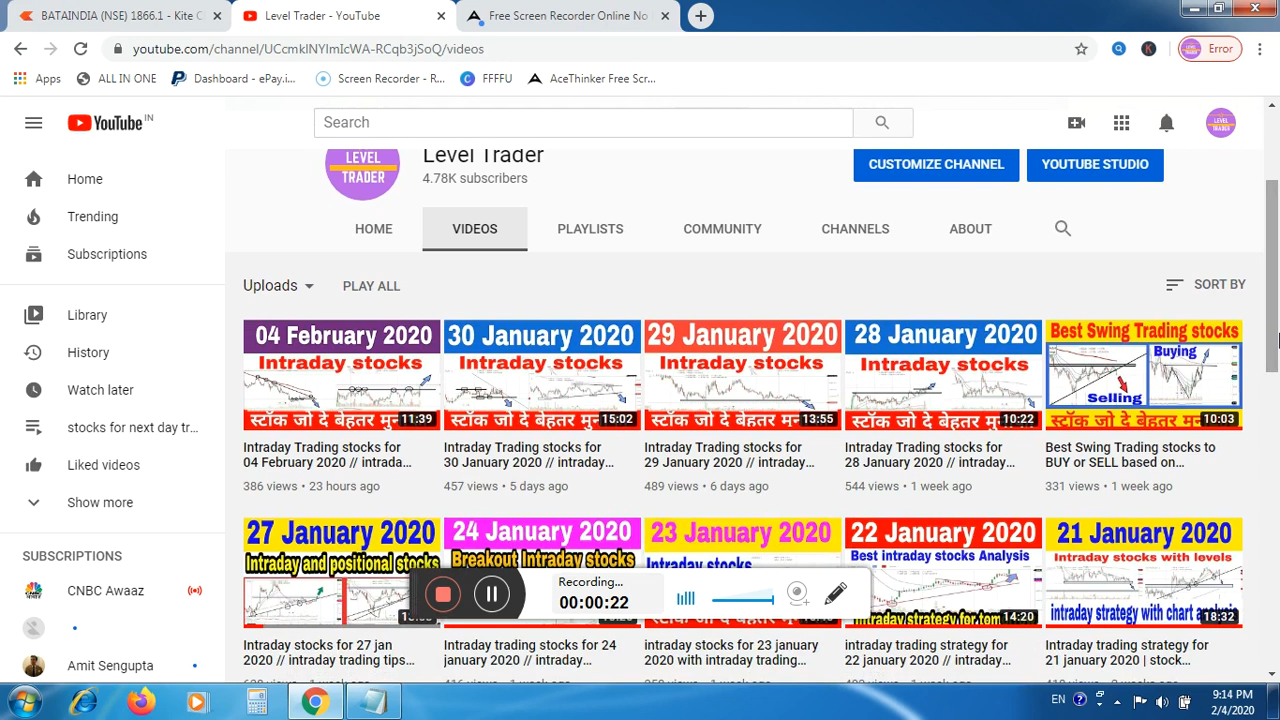 BATAINDIA (NSE) 1866.1 - Kite C
Level Trader - YouTube
Free Screen Recorder Online No
youtube.com/channel/UCcmkINYlmIcWA-RCqb3jSoQ/videos
Error
Apps
ALL IN ONE
Dashboard - ePay.i...
Screen Recorder - R...
FFFFU
AceThinker Free Scr...
YouTube IN
Search
LEVEL TRADER
Home
Trending
Subscriptions
Library
History
Watch later
stocks for next day tr...
Liked videos
Show more
SUBSCRIPTIONS
CNBC Awaaz
Amit Sengupta
LEVEL
TRADER
Level Trader
4.78K subscribers
CUSTOMIZE CHANNEL
YOUTUBE STUDIO
HOME
VIDEOS
PLAYLISTS
COMMUNITY
CHANNELS
ABOUT
Uploads
PLAY ALL
SORT BY
04 February 2020
Intraday stocks
स्टॉक जो दे बेहतर मुन
11:39
Intraday Trading stocks for
04 February 2020 // intrada...
386 views • 23 hours ago
30 January 2020
Intraday stocks
स्टॉक जो दे बेहतर मुन
15:02
Intraday Trading stocks for
30 January 2020 // intraday...
457 views • 5 days ago
29 January 2020
Intraday stocks
स्टॉक जो दे बेहतर मुन
13:55
Intraday Trading stocks for
29 January 2020 // intraday...
489 views • 6 days ago
28 January 2020
Intraday stocks
स्टॉक जो दे बेहतर मुन
10:22
Intraday Trading stocks for
28 January 2020 // intraday...
544 views • 1 week ago
Best Swing Trading stocks
Buying
Selling
10:03
Best Swing Trading stocks to
BUY or SELL based on...
331 views • 1 week ago
27 January 2020
Intraday and positional stocks
intraday stocks for 27 jan
2020 // intraday trading tips...
24 January 2020
Breakout Intraday stocks
Intraday trading stocks for 24
january 2020 // intraday...
23 January 2020
Intraday stocks
intraday stocks for 23 january
2020 with intraday trading...
22 January 2020
Best intraday stocks Analysis
intraday strategy for tom
14:20
intraday trading strategy for
22 january 2020 // intraday...
21 January 2020
Intraday stocks with levels
intraday strategy with chart
18:32
Intraday trading strategy for
21 january 2020 | stock...
Recording...
00:00:22
EN
9:14 PM
2/4/2020